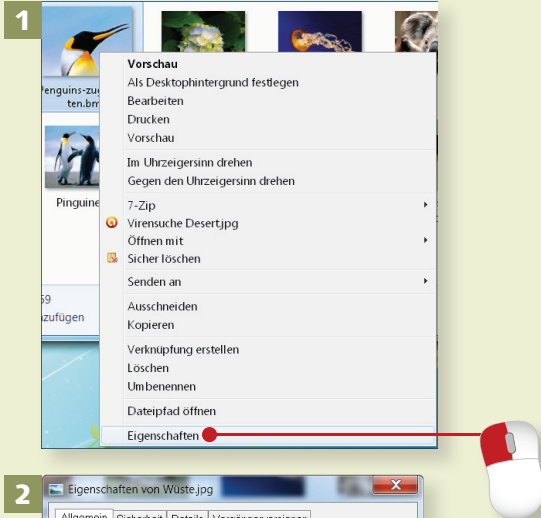 1
Vorschau
Als Desktophintergrund festlegen
Bearbeiten
Drucken
Vorschau
Im Uhrzeigersinn drehen
Gegen den Uhrzeigersinn drehen
7-Zip
Virensuche Desert.jpg
Öffnen mit
Sicher löschen
Senden an
Ausschneiden
Kopieren
Verknüpfung erstellen
Löschen
Umbenennen
Dateipfad öffnen
Eigenschaften
ten.bm
Pinguine
59
zufügen
2
Eigenschaften von Wüste.jpg
Allgemein Sicherheit Details Vorgängerversionen